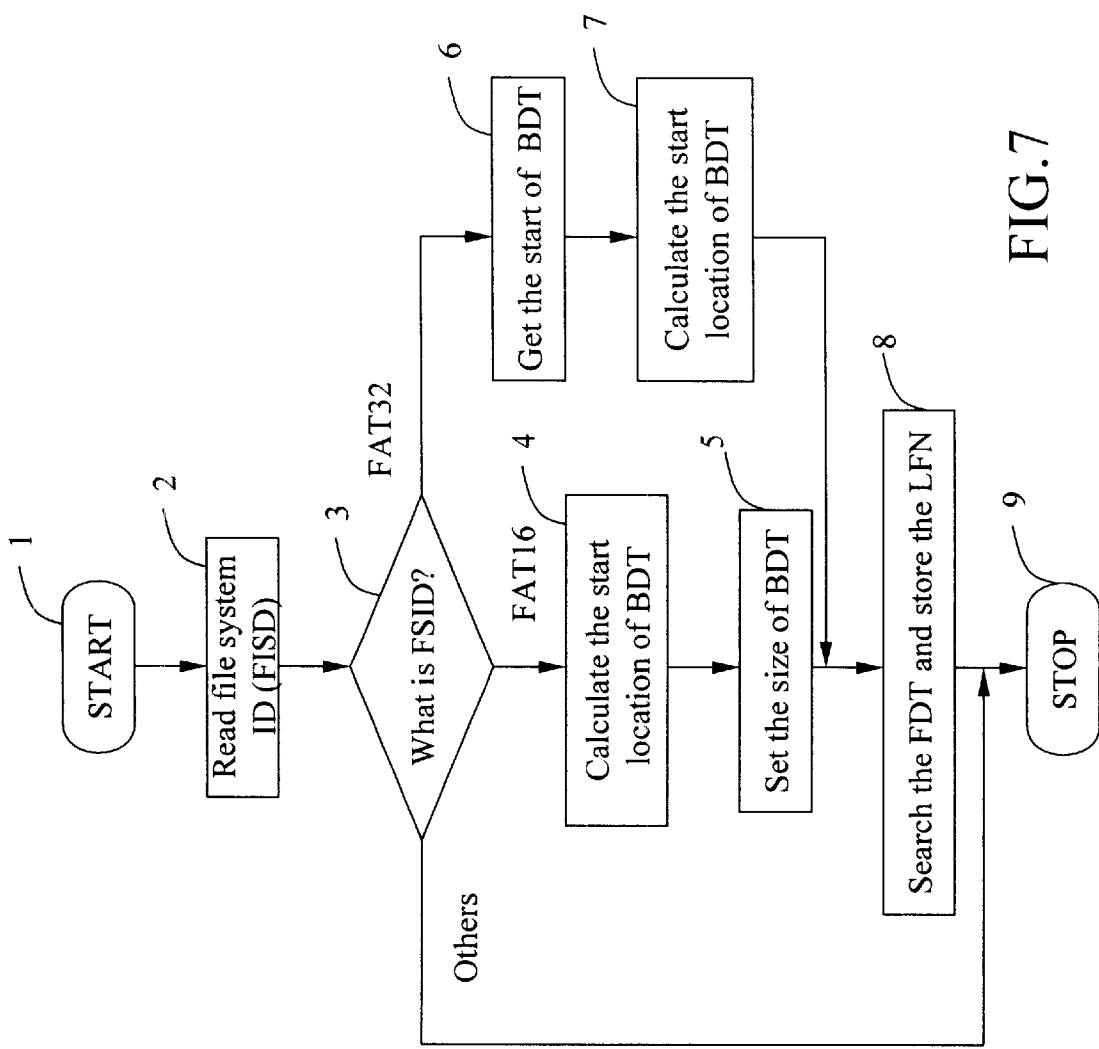 1
START
2
Read file system
ID (FISD)
3
What is FSID?
FAT32
FAT16
Others
4
Calculate the start
location of BDT
5
Set the size of BDT
6
Get the start of BDT
7
Calculate the start
location of BDT
8
Search the FDT and store the LFN
9
STOP
FIG.7